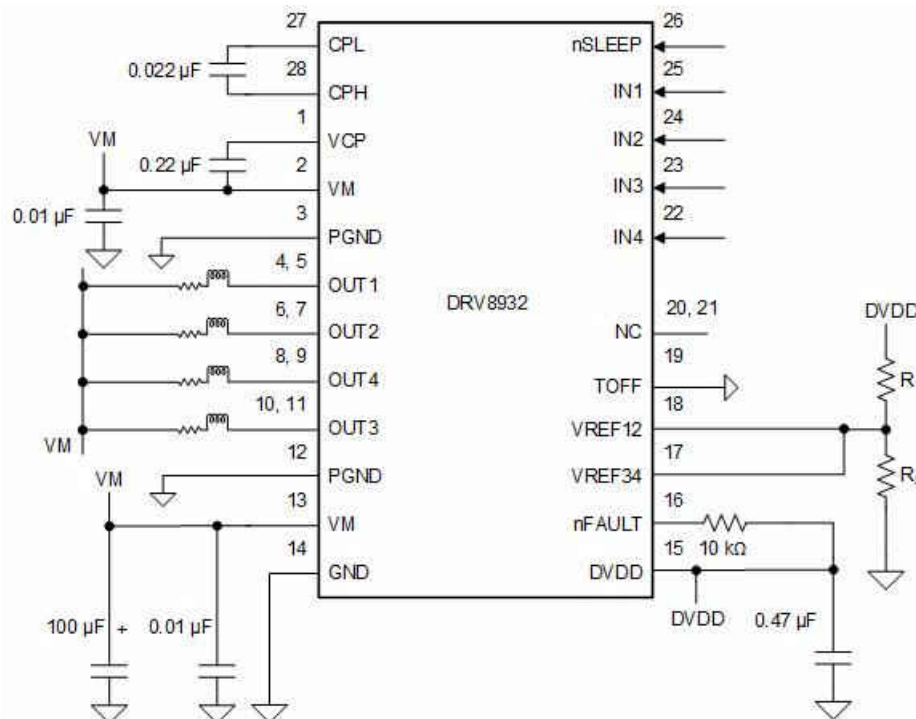 27
CPL
0.022 µF
28
CPH
1
VCP
VM
0.22 µF
2
VM
0.01 µF
3
PGND
4, 5
OUT1
6, 7
OUT2
8, 9
OUT4
10, 11
OUT3
VM
12
PGND
VM
13
VM
14
GND
100 µF +
0.01 µF
DRV8932
26
nSLEEP
25
IN1
24
IN2
23
IN3
22
IN4
20, 21
NC
19
TOFF
18
VREF12
17
VREF34
16
nFAULT
10 kΩ
15
DVDD
DVDD
0.47 µF
DVDD
R
R